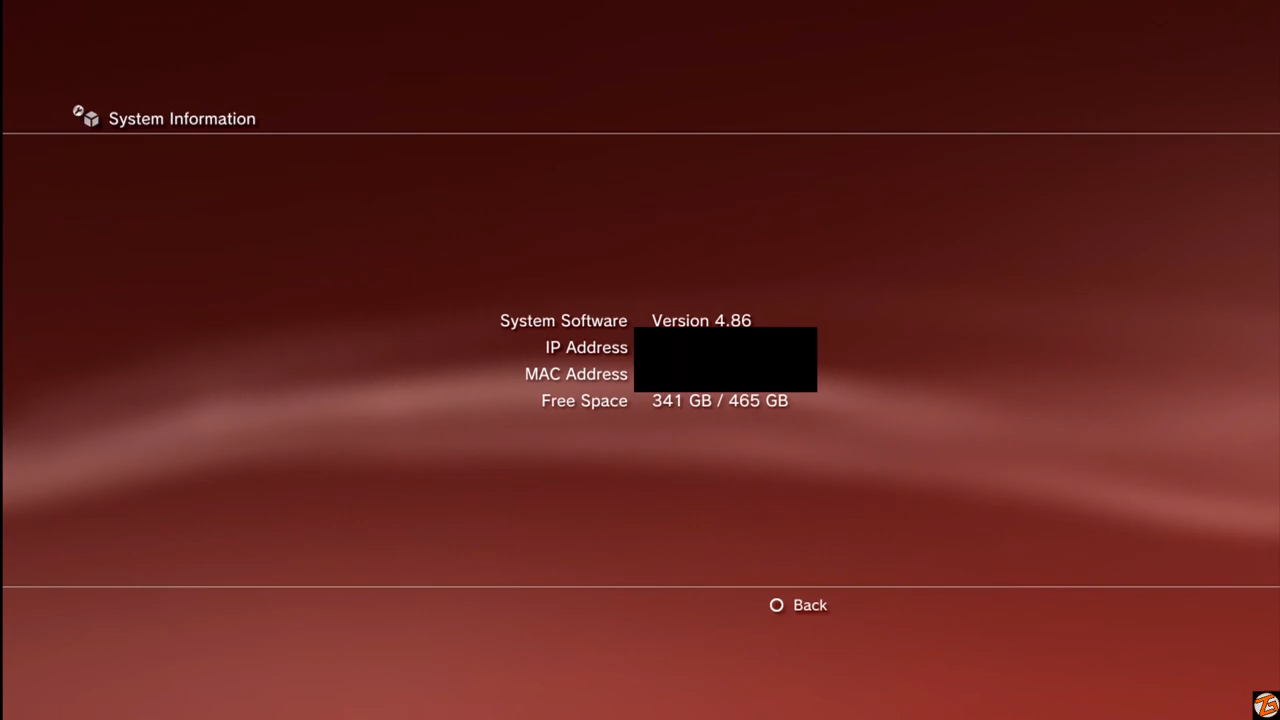 System Information
System Software Version 4.86
IP Address
MAC Address
Free Space 341 GB / 465 GB
Back